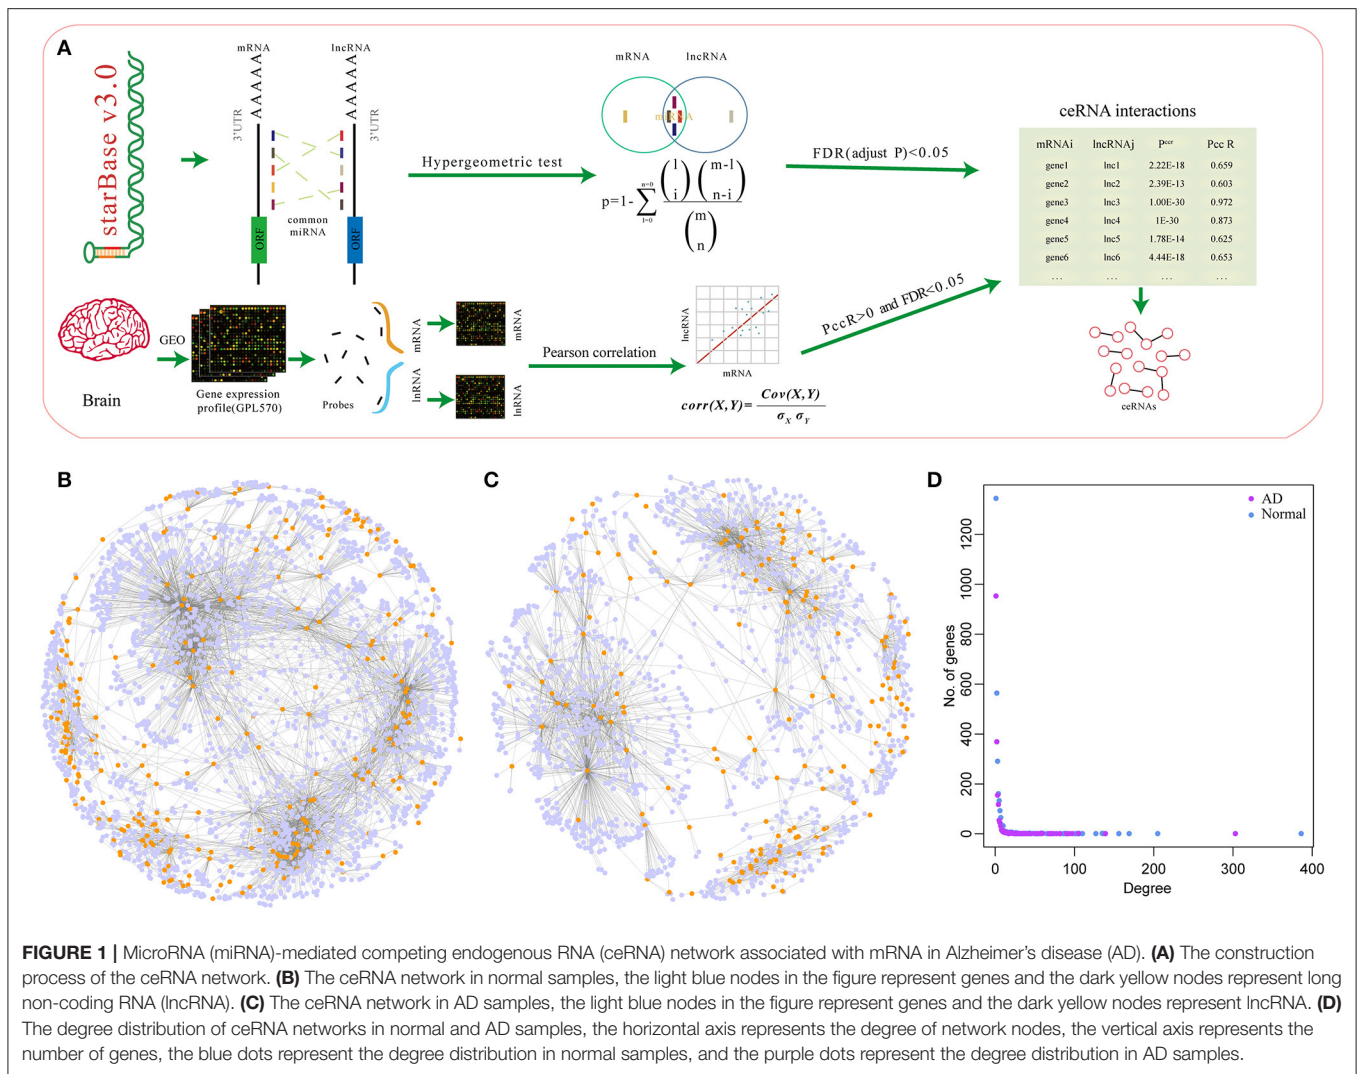 A
starBase v3.0
mRNA
lncRNA
AAAAA
AAAAA
3'UTR
3'UTR
common
miRNA
ORF
ORF
Hypergeometric test
mRNA
lncRNA
miRNA
p=1-
n=0
i=0
l
i
m-1
n-i
m
n
FDR(adjust P)<0.05
ceRNA interactions
mRNAi lncRNAj Pcer Pcc R
gene1 lnc1 2.22E-18 0.659
gene2 lnc2 2.39E-13 0.603
gene3 lnc3 1.00E-30 0.972
gene4 lnc4 1E-30 0.873
gene5 lnc5 1.78E-14 0.625
gene6 lnc6 4.44E-18 0.653
... ... ... ...
ceRNAs
Brain
GEO
Gene expression
profile(GPL570)
Probes
mRNA
lnRNA
mRNA
lncRNA
Pearson correlation
lncRNA
mRNA
corr(X,Y)= Cov(X,Y)
σX σY
PccR>0 and FDR<0.05
B
C
D
AD
Normal
No. of genes
1200
1000
800
600
400
200
0
0 100 200 300 400
Degree
FIGURE 1 | MicroRNA (miRNA)-mediated competing endogenous RNA (ceRNA) network associated with mRNA in Alzheimer's disease (AD). (A) The construction
process of the ceRNA network. (B) The ceRNA network in normal samples, the light blue nodes in the figure represent genes and the dark yellow nodes represent long
non-coding RNA (lncRNA). (C) The ceRNA network in AD samples, the light blue nodes in the figure represent genes and the dark yellow nodes represent lncRNA. (D)
The degree distribution of ceRNA networks in normal and AD samples, the horizontal axis represents the degree of network nodes, the vertical axis represents the
number of genes, the blue dots represent the degree distribution in normal samples, and the purple dots represent the degree distribution in AD samples.